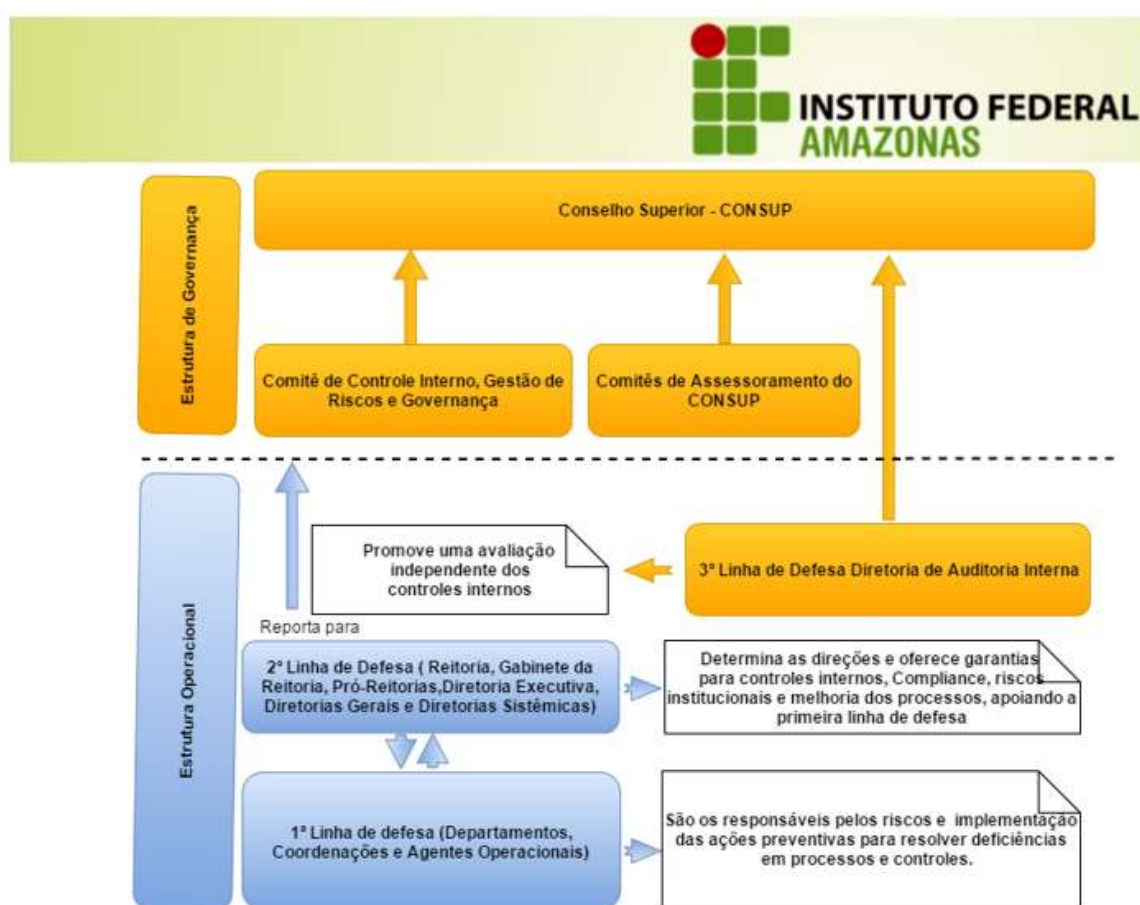 INSTITUTO FEDERAL
AMAZONAS
Estrutura de Governança
Conselho Superior - CONSUP
Comitê de Controle Interno, Gestão de
Riscos e Governança
Comitês de Assessoramento do
CONSUP
Estrutura Operacional
Promove uma avaliação
independente dos
controles internos
3º Linha de Defesa Diretoria de Auditoria Interna
Reporta para
2º Linha de Defesa ( Reitoria, Gabinete da
Reitoria, Pró-Reitorias,Diretoria Executiva,
Diretorias Gerais e Diretorias Sistêmicas)
Determina as direções e oferece garantias
para controles internos, Compliance, riscos
institucionais e melhoria dos processos, apoiando a
primeira linha de defesa
1ª Linha de defesa (Departamentos,
Coordenações e Agentes Operacionais)
São os responsáveis pelos riscos e implementação
das ações preventivas para resolver deficiências
em processos e controles.